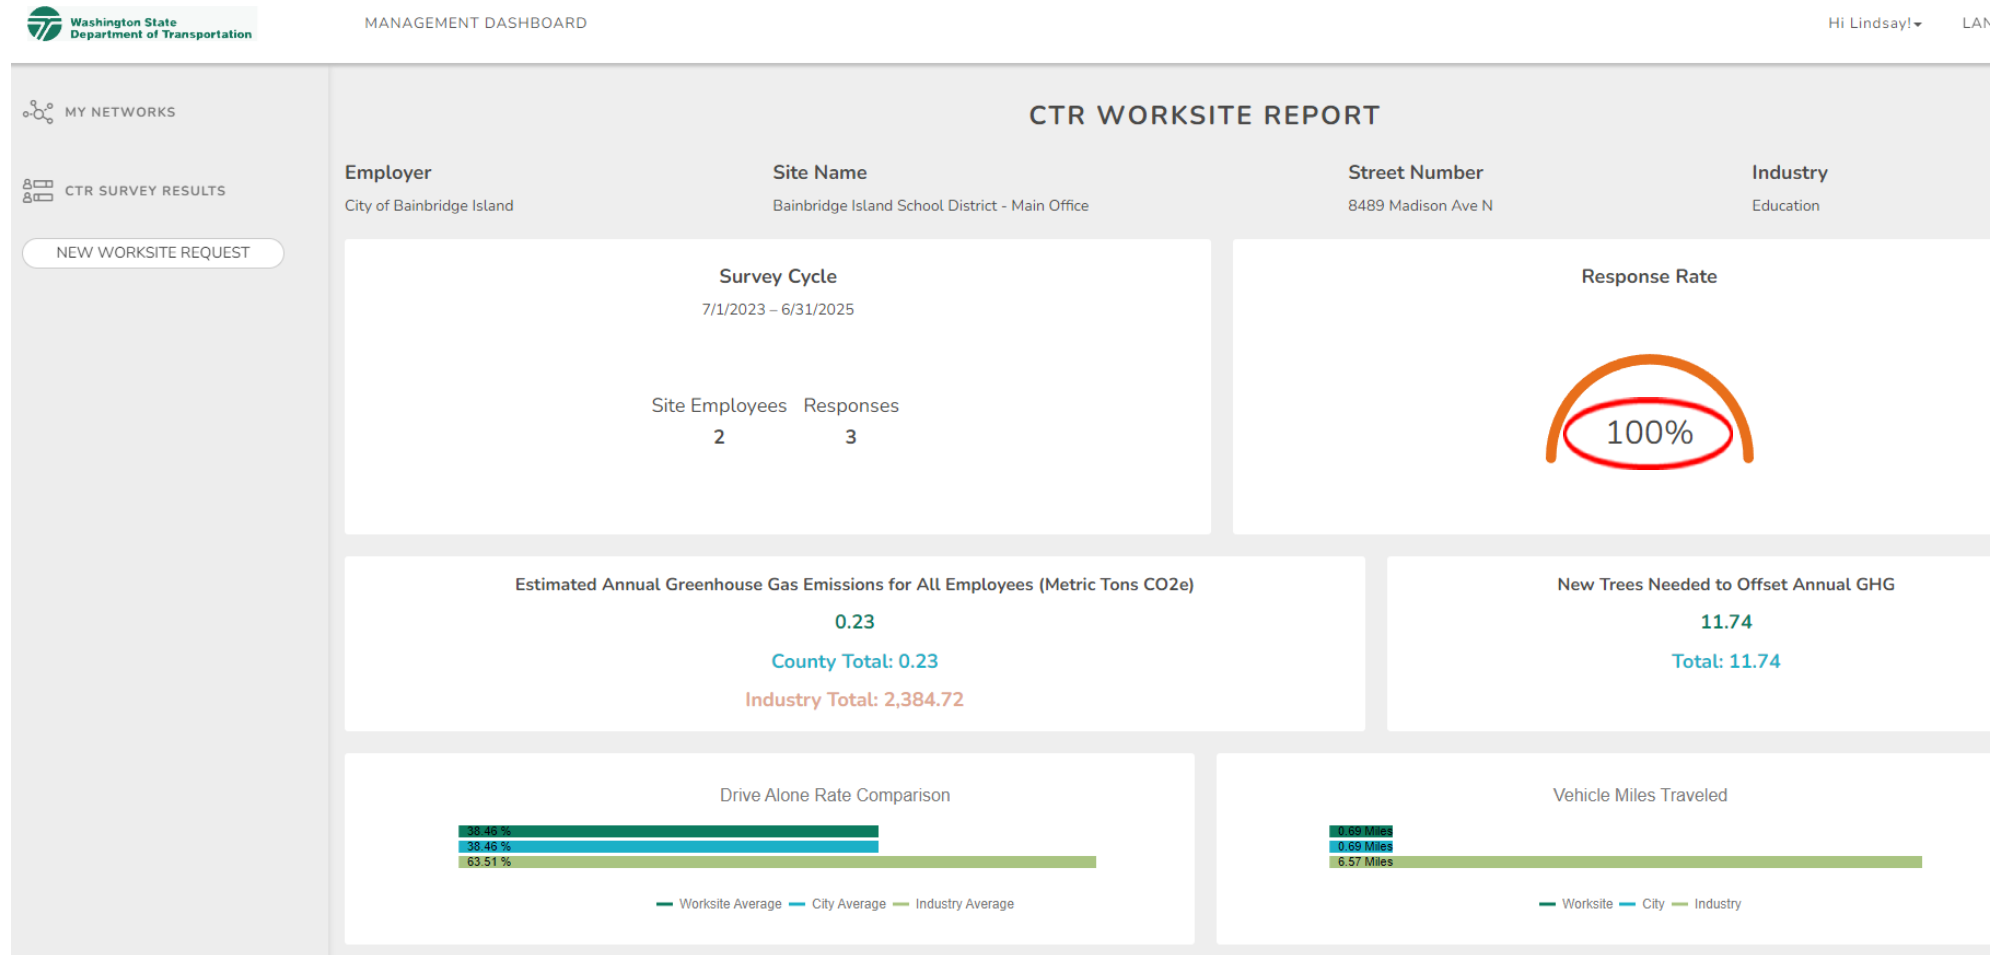 Washington State
Department of Transportation
MANAGEMENT DASHBOARD
Hi Lindsay!
LAN
MY NETWORKS
CTR SURVEY RESULTS
NEW WORKSITE REQUEST
CTR WORKSITE REPORT
Employer
City of Bainbridge Island
Site Name
Bainbridge Island School District - Main Office
Street Number
8489 Madison Ave N
Industry
Education
Survey Cycle
7/1/2023 – 6/31/2025
Site Employees Responses
2 3
Response Rate
100%
Estimated Annual Greenhouse Gas Emissions for All Employees (Metric Tons CO2e)
0.23
County Total: 0.23
Industry Total: 2,384.72
New Trees Needed to Offset Annual GHG
11.74
Total: 11.74
Drive Alone Rate Comparison
38.46 %
38.46 %
63.51 %
Worksite Average City Average Industry Average
Vehicle Miles Traveled
0.69 Miles
0.69 Miles
6.57 Miles
Worksite City Industry